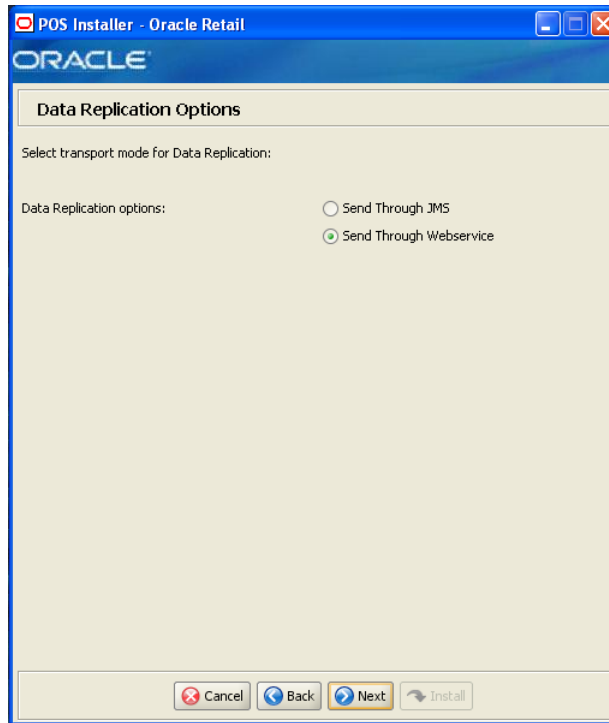 POS Installer - Oracle Retail
ORACLE
Data Replication Options
Select transport mode for Data Replication:
Data Replication options: Send Through JMS
Send Through Webservice
Cancel Back Next Install